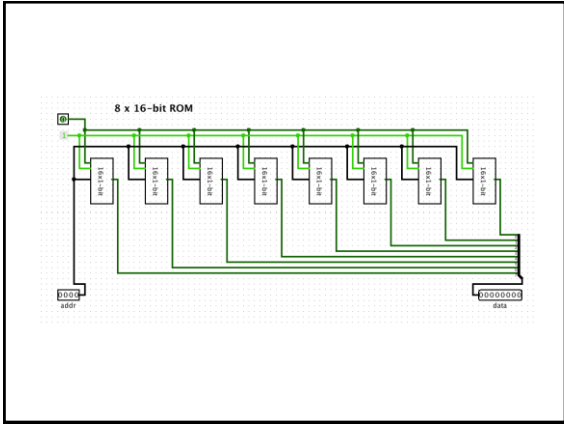 8 x 16-bit ROM
0
1
16x1-bit
16x1-bit
16x1-bit
16x1-bit
16x1-bit
16x1-bit
16x1-bit
16x1-bit
0000
00000000
addr
data